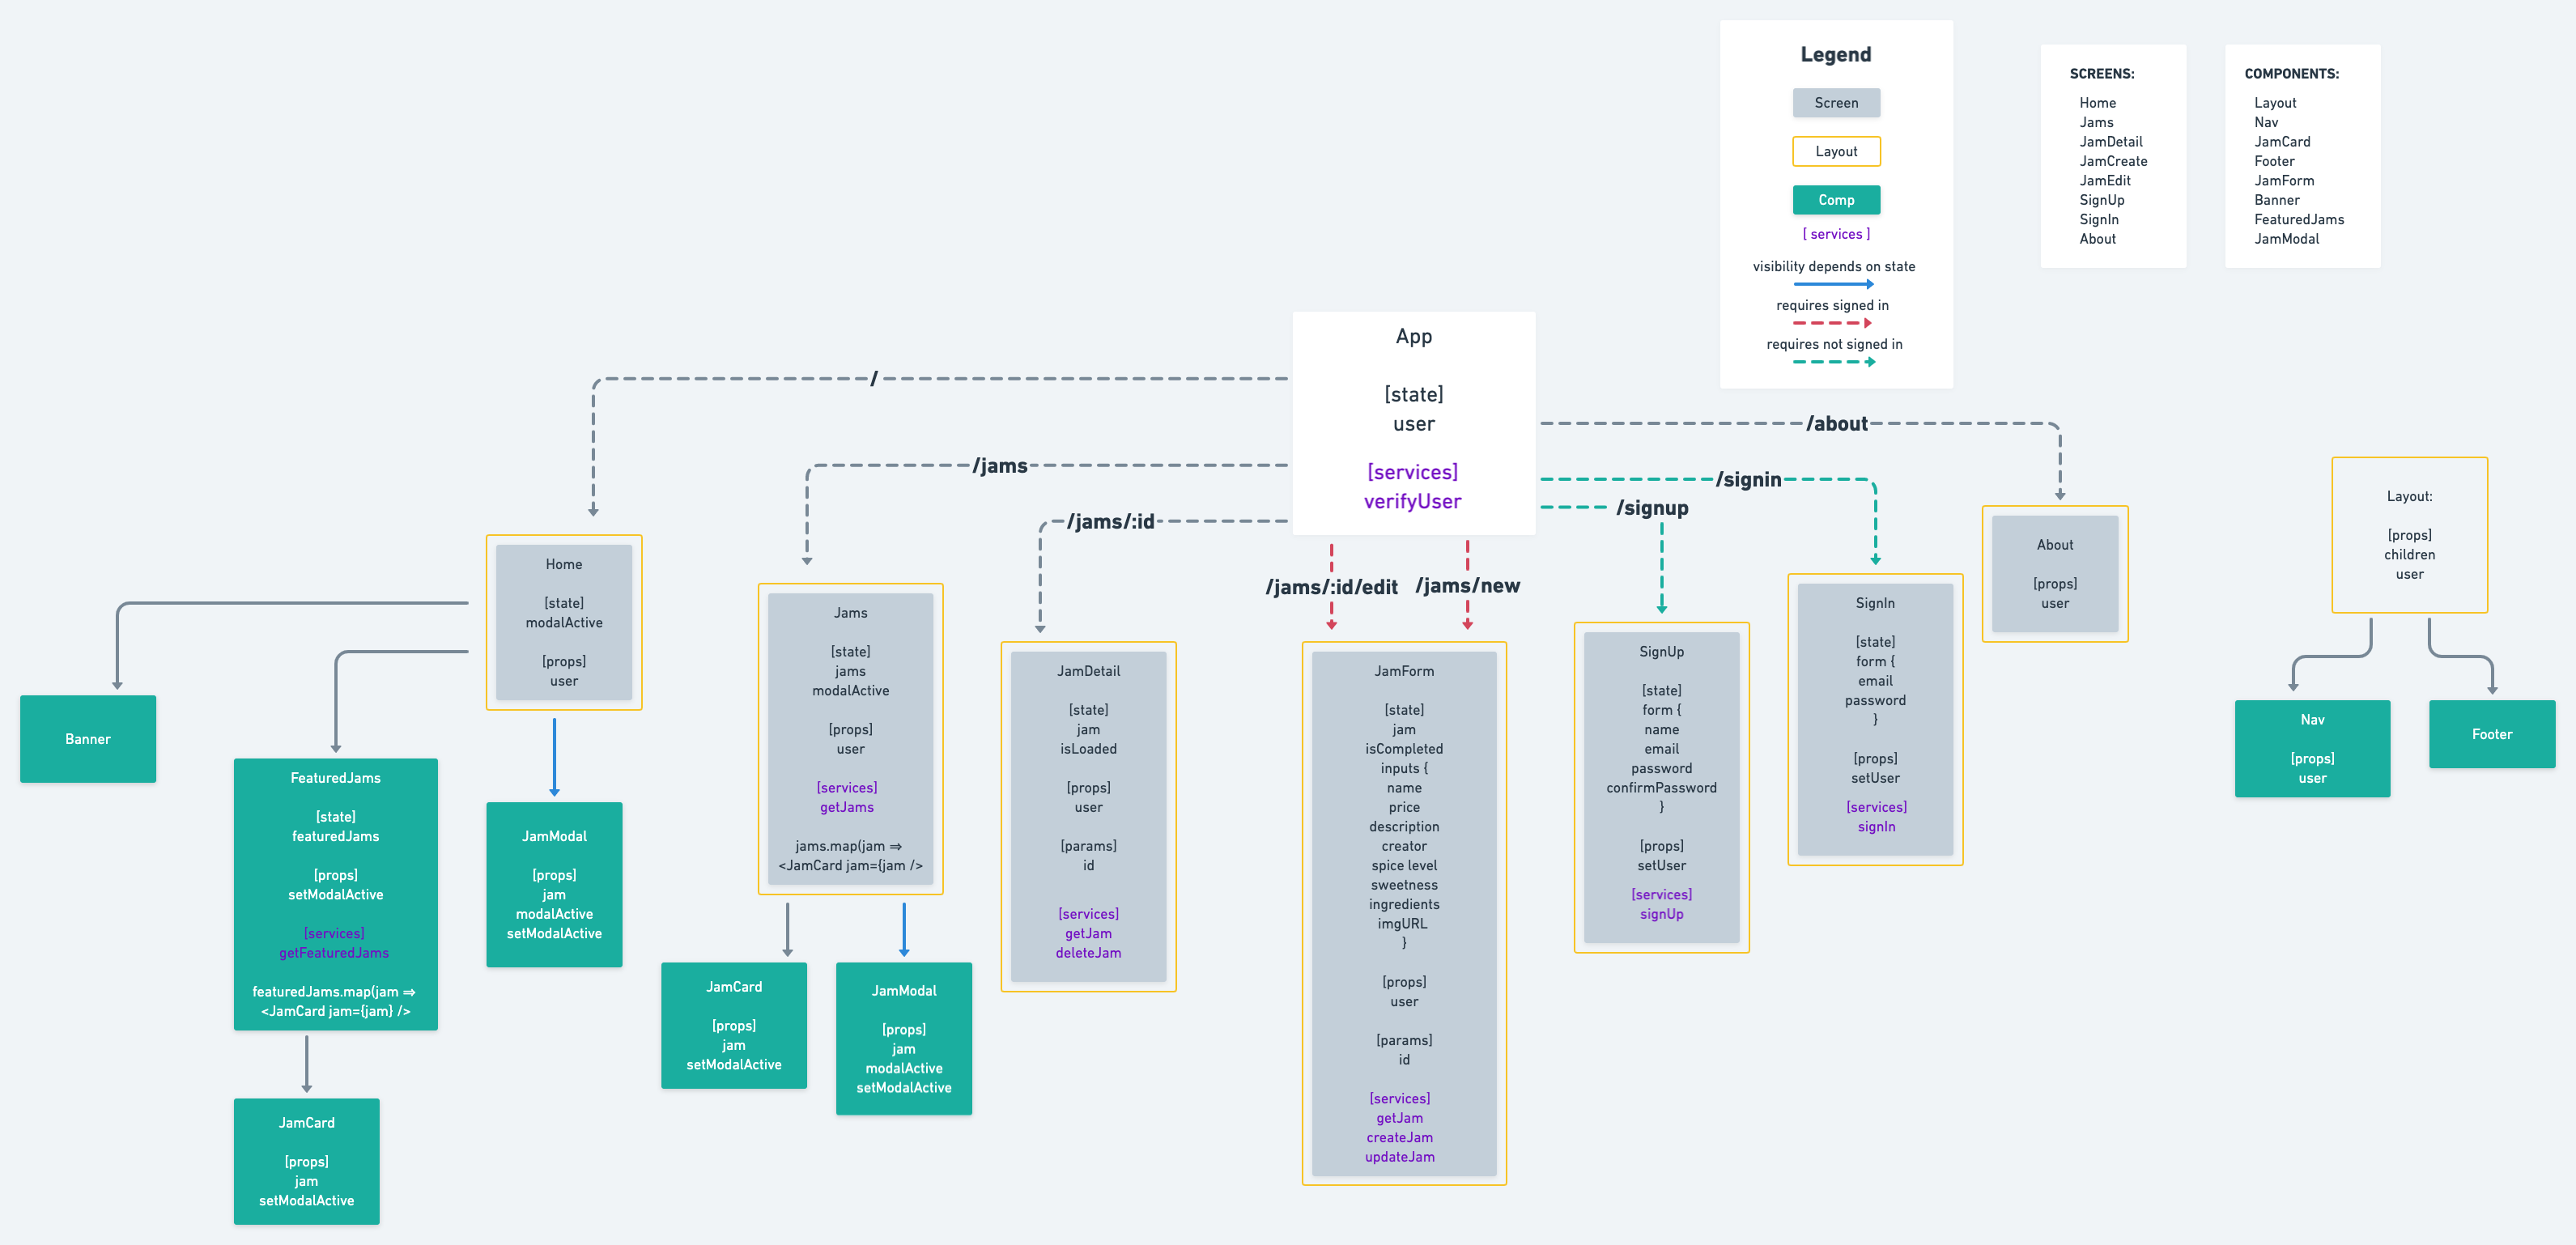 Legend
Screen
Layout
Comp
[ services ]
visibility depends on state
requires signed in
requires not signed in
SCREENS:
Home
Jams
JamDetail
JamCreate
JamEdit
SignUp
SignIn
About
COMPONENTS:
Layout
Nav
JamCard
Footer
JamForm
Banner
FeaturedJams
JamModal
App
[state]
user
[services]
verifyUser
/
/jams
/jams/:id
/jams/:id/edit
/jams/new
/signup
/signin
/about
Home
[state]
modalActive
[props]
user
Banner
FeaturedJams
[state]
featuredJams
[props]
setModalActive
[services]
getFeaturedJams
featuredJams.map(jam =>
<JamCard jam={jam} />
JamCard
[props]
jam
setModalActive
JamModal
[props]
jam
modalActive
setModalActive
Jams
[state]
jams
modalActive
[props]
user
[services]
getJams
jams.map(jam =>
<JamCard jam={jam />
JamCard
[props]
jam
setModalActive
JamModal
[props]
jam
modalActive
setModalActive
JamDetail
[state]
jam
isLoaded
[props]
user
[params]
id
[services]
getJam
deleteJam
JamForm
[state]
jam
isCompleted
inputs {
name
price
description
creator
spice level
sweetness
ingredients
imgURL
}
[props]
user
[params]
id
[services]
getJam
createJam
updateJam
SignUp
[state]
form {
name
email
password
confirmPassword
}
[props]
setUser
[services]
signUp
SignIn
[state]
form {
email
password
}
[props]
setUser
[services]
signIn
About
[props]
user
Layout:
[props]
children
user
Nav
[props]
user
Footer